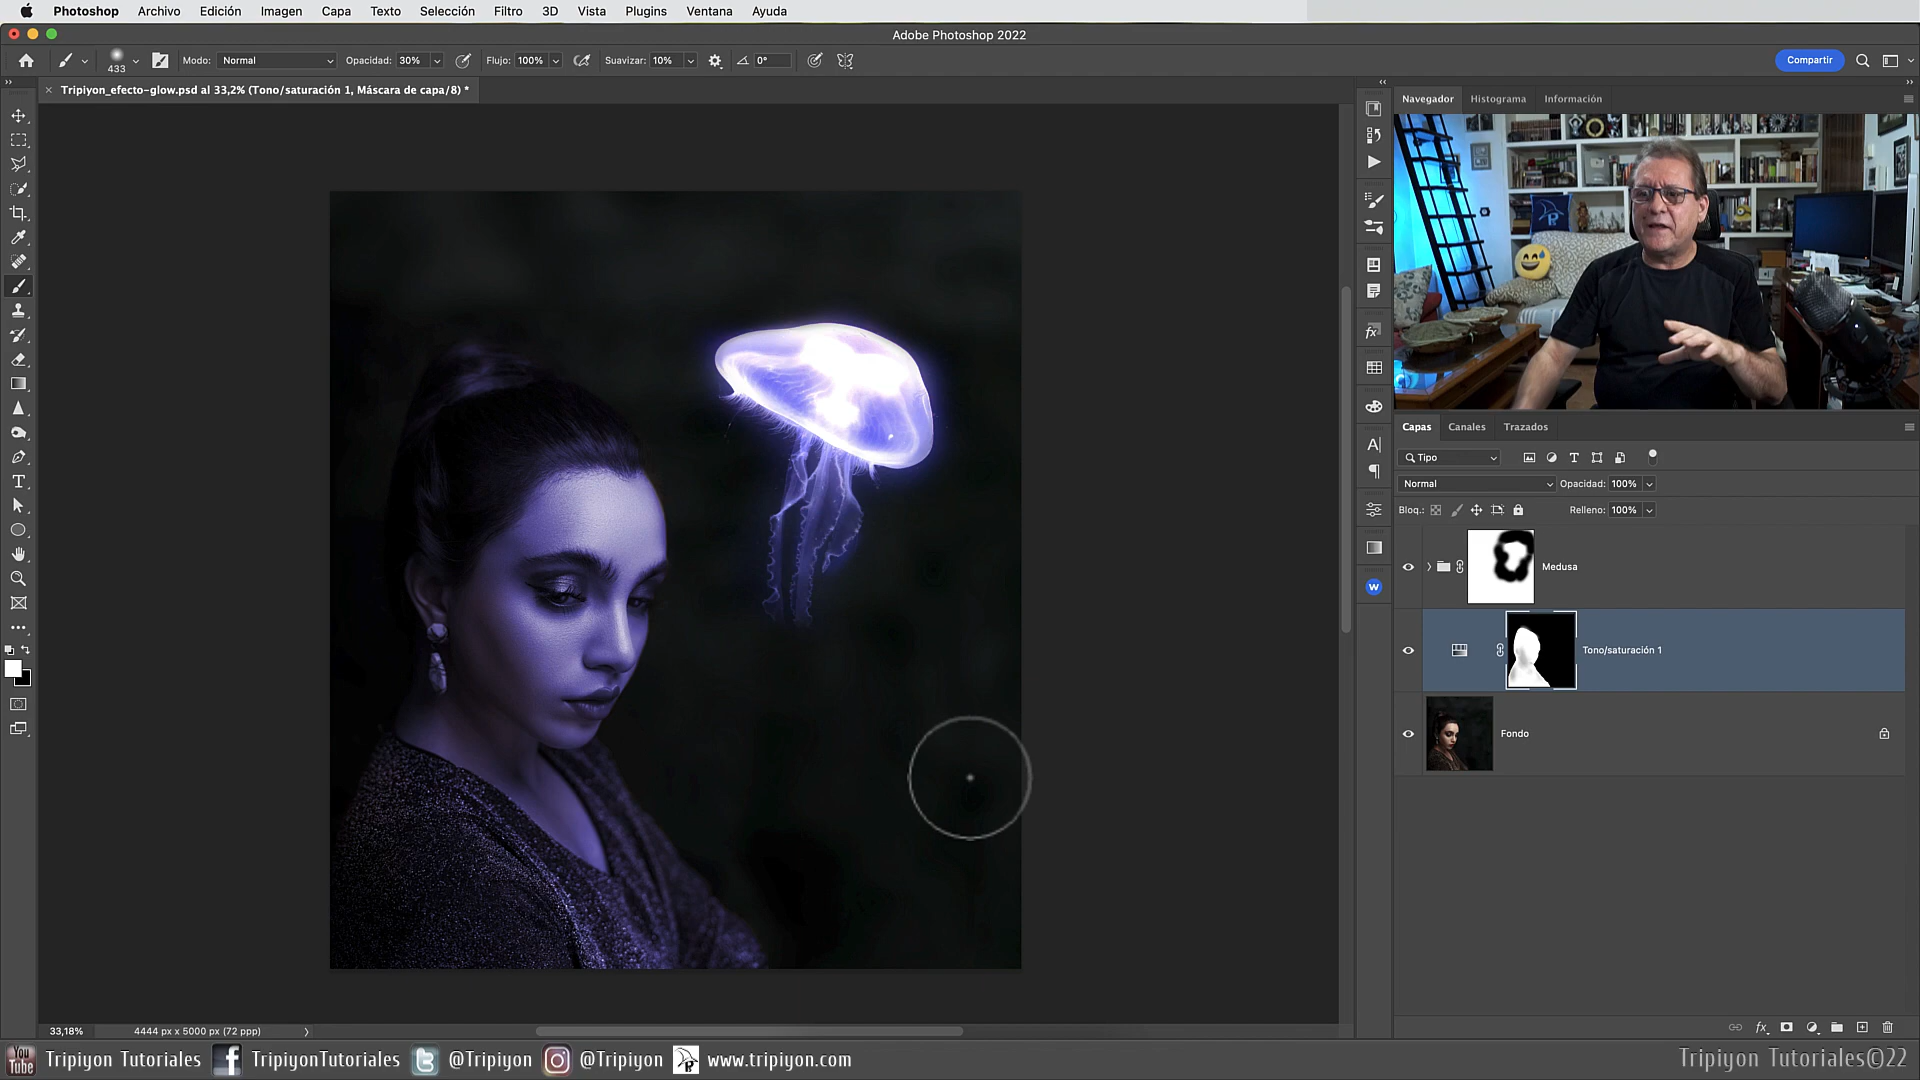 Photoshop Archivo Edición Imagen Capa Texto Selección Filtro 3D Vista Plugins Ventana Ayuda
Adobe Photoshop 2022
433 Modo: Normal Opacidad: 30% Flujo: 100% Suavizar: 10% 0° Compartir
Tripiyon_efecto-glow.psd al 33,2% (Tono/saturación 1, Máscara de capa/8) *
Navegador Histograma Información
Capas Canales Trazados
Tipo
Normal Opacidad: 100%
Bloq.: Relleno: 100%
Medusa
Tono/saturación 1
Fondo
33,18% 4444 px x 5000 px (72 ppp)
You Tube Tripiyon Tutoriales TripiyonTutoriales @Tripiyon @Tripiyon www.tripiyon.com Tripiyon Tutoriales©22